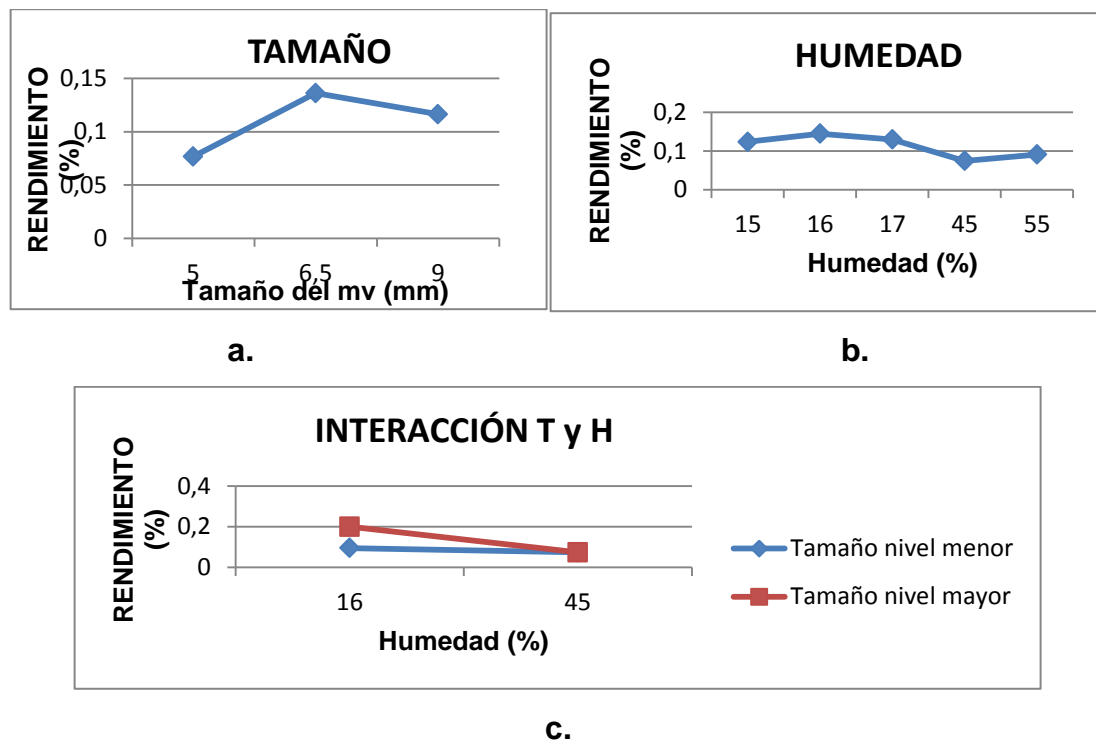 TAMAÑO
RENDIMIENTO
(%)
0,15
0,1
0,05
0
5 6,5 9
Tamaño del mv (mm)
a.
HUMEDAD
RENDIMIENTO
(%)
0,2
0,1
0
15 16 17 45 55
Humedad (%)
b.
INTERACCIÓN T y H
RENDIMIENTO
(%)
0,4
0,2
0
16 45
Humedad (%)
Tamaño nivel menor
Tamaño nivel mayor
c.